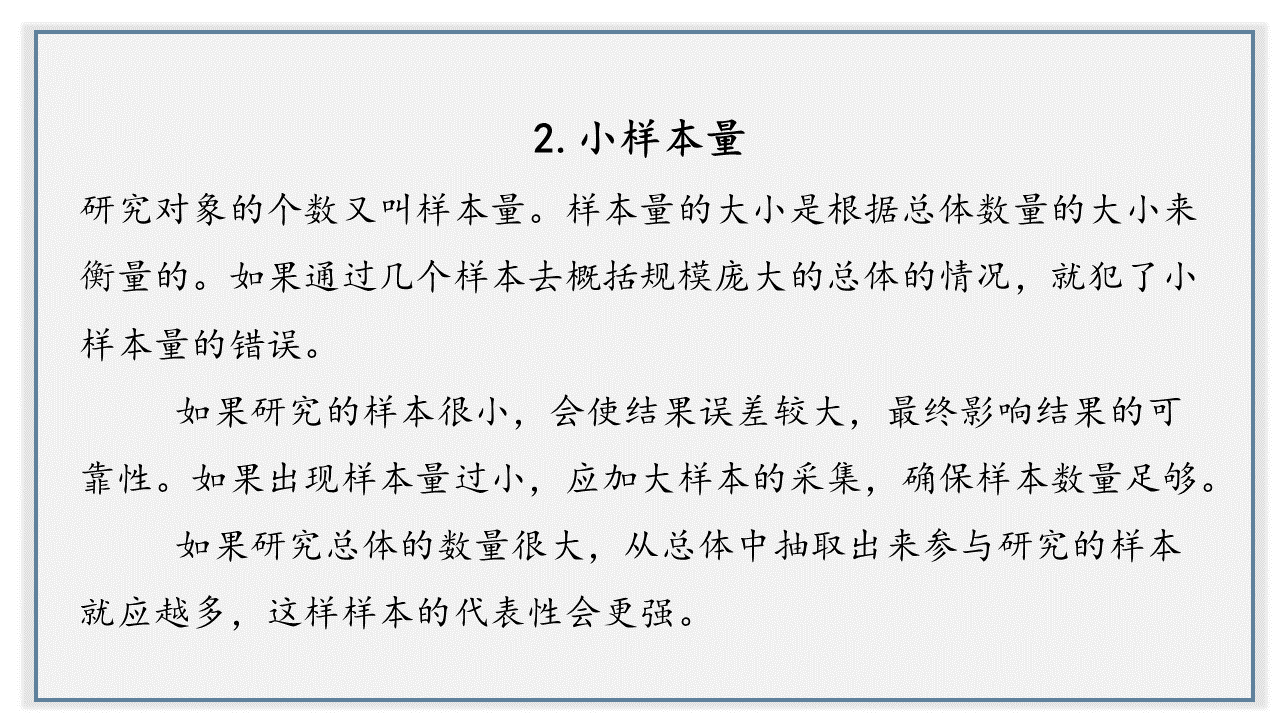 2.小样本量
研究对象的个数又叫样本量。样本量的大小是根据总体数量的大小来
衡量的。如果通过几个样本去概括规模庞大的总体的情况，就犯了小
样本量的错误。
如果研究的样本很小，会使结果误差较大，最终影响结果的可
靠性。如果出现样本量过小，应加大样本的采集，确保样本数量足够。
如果研究总体的数量很大，从总体中抽取出来参与研究的样本
就应越多，这样样本的代表性会更强。